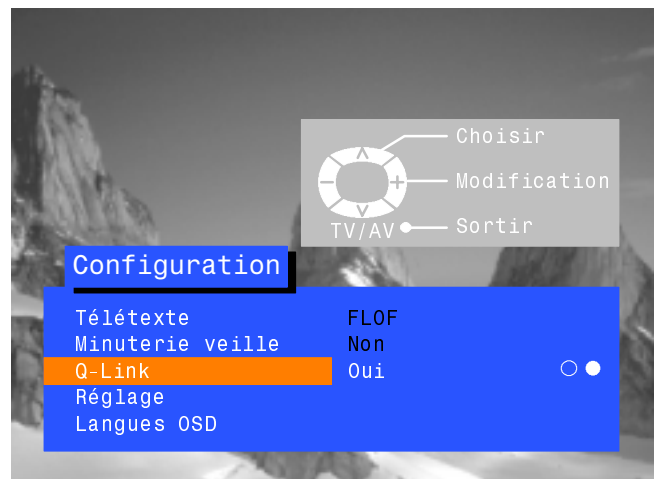 Choisir
Modification
TV/AV Sortir
Configuration
Télétexte FLOF
Minuterie veille Non
Q-Link Oui
Réglage
Langues OSD